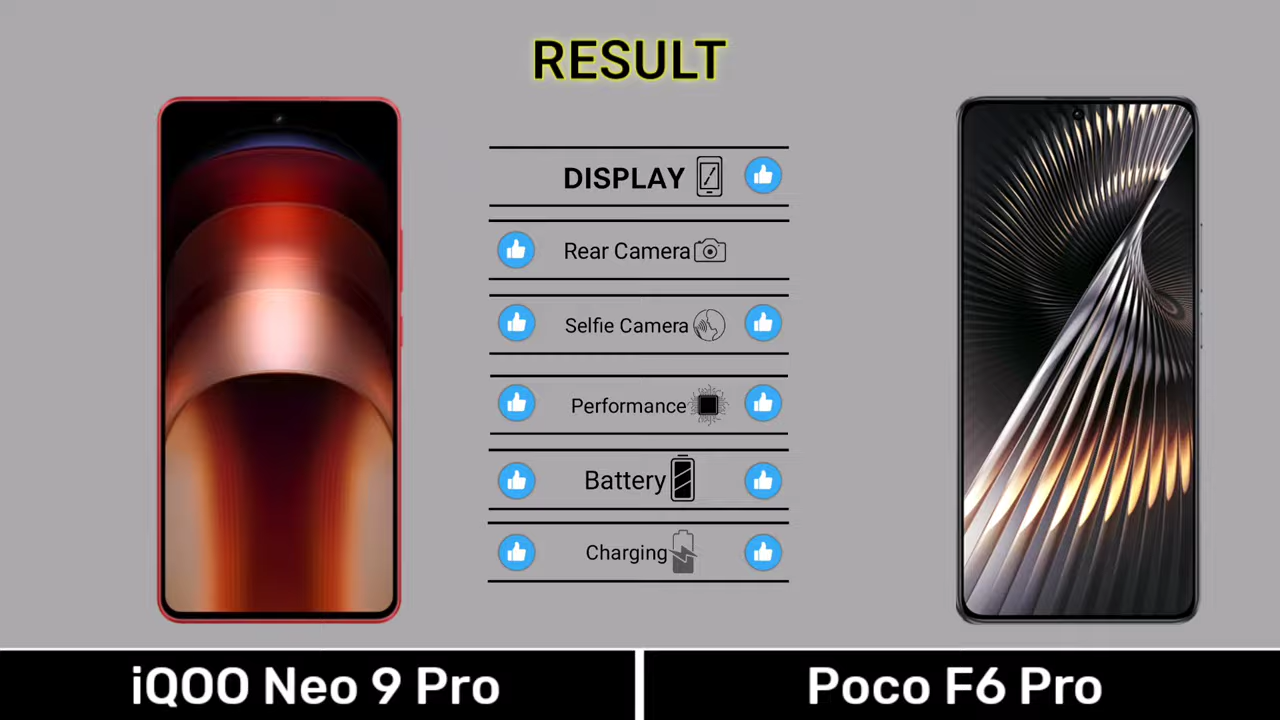 RESULT
DISPLAY
Rear Camera
Selfie Camera
Performance
Battery
Charging
iQOO Neo 9 Pro
Poco F6 Pro